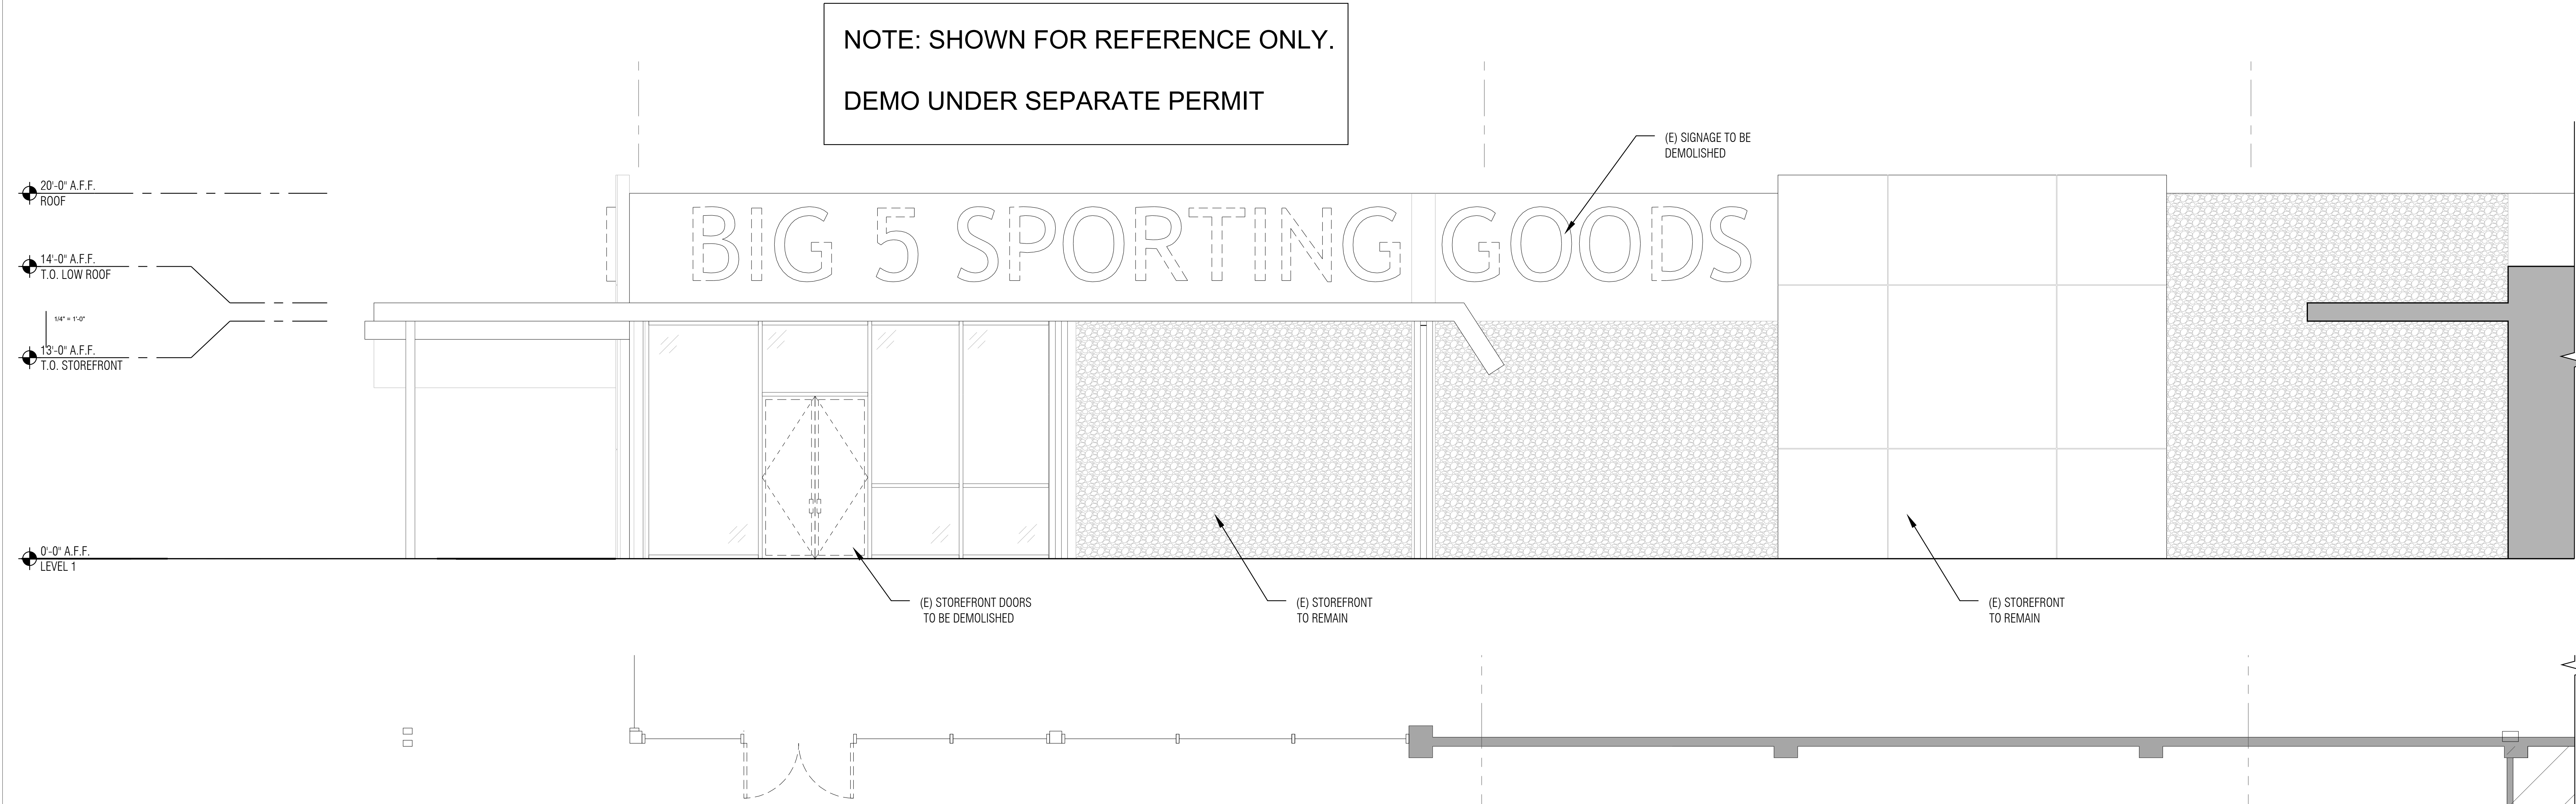 NOTE: SHOWN FOR REFERENCE ONLY.
DEMO UNDER SEPARATE PERMIT
(E) SIGNAGE TO BE
DEMOLISHED
20'-0" A.F.F.
ROOF
BIG 5 SPORTING GOODS
14'-0" A.F.F.
T.O. LOW ROOF
1/4" = 1'-0"
13'-0" A.F.F.
T.O. STOREFRONT
0'-0" A.F.F.
LEVEL 1
(E) STOREFRONT DOORS
TO BE DEMOLISHED
(E) STOREFRONT
TO REMAIN
(E) STOREFRONT
TO REMAIN